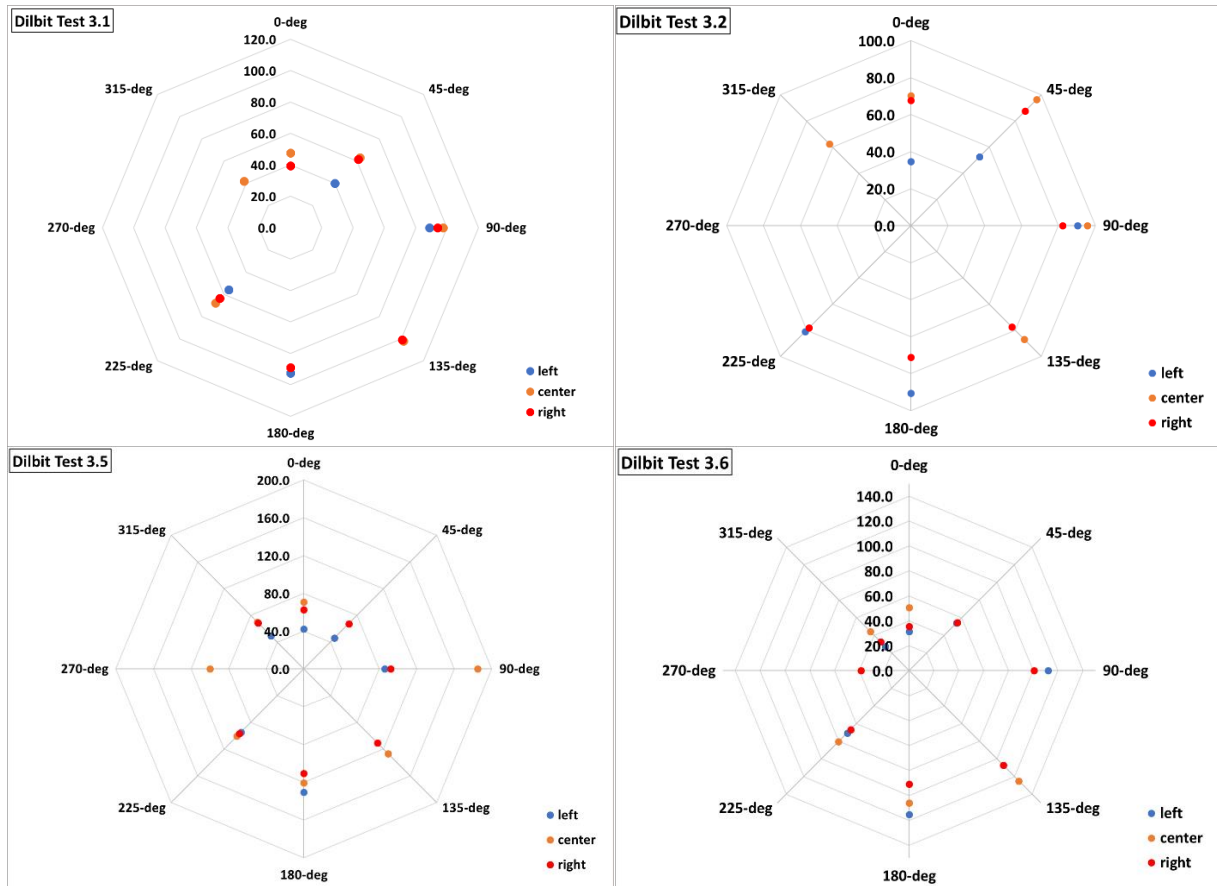 Dilbit Test 3.1
0-deg
120.0
100.0
80.0
60.0
40.0
20.0
0.0
45-deg
90-deg
135-deg
180-deg
225-deg
270-deg
315-deg
left
center
right
Dilbit Test 3.2
0-deg
100.0
80.0
60.0
40.0
20.0
0.0
45-deg
90-deg
135-deg
180-deg
225-deg
270-deg
315-deg
left
center
right
Dilbit Test 3.5
0-deg
200.0
160.0
120.0
80.0
40.0
0.0
45-deg
90-deg
135-deg
180-deg
225-deg
270-deg
315-deg
left
center
right
Dilbit Test 3.6
0-deg
140.0
120.0
100.0
80.0
60.0
40.0
20.0
0.0
45-deg
90-deg
135-deg
180-deg
225-deg
270-deg
315-deg
left
center
right